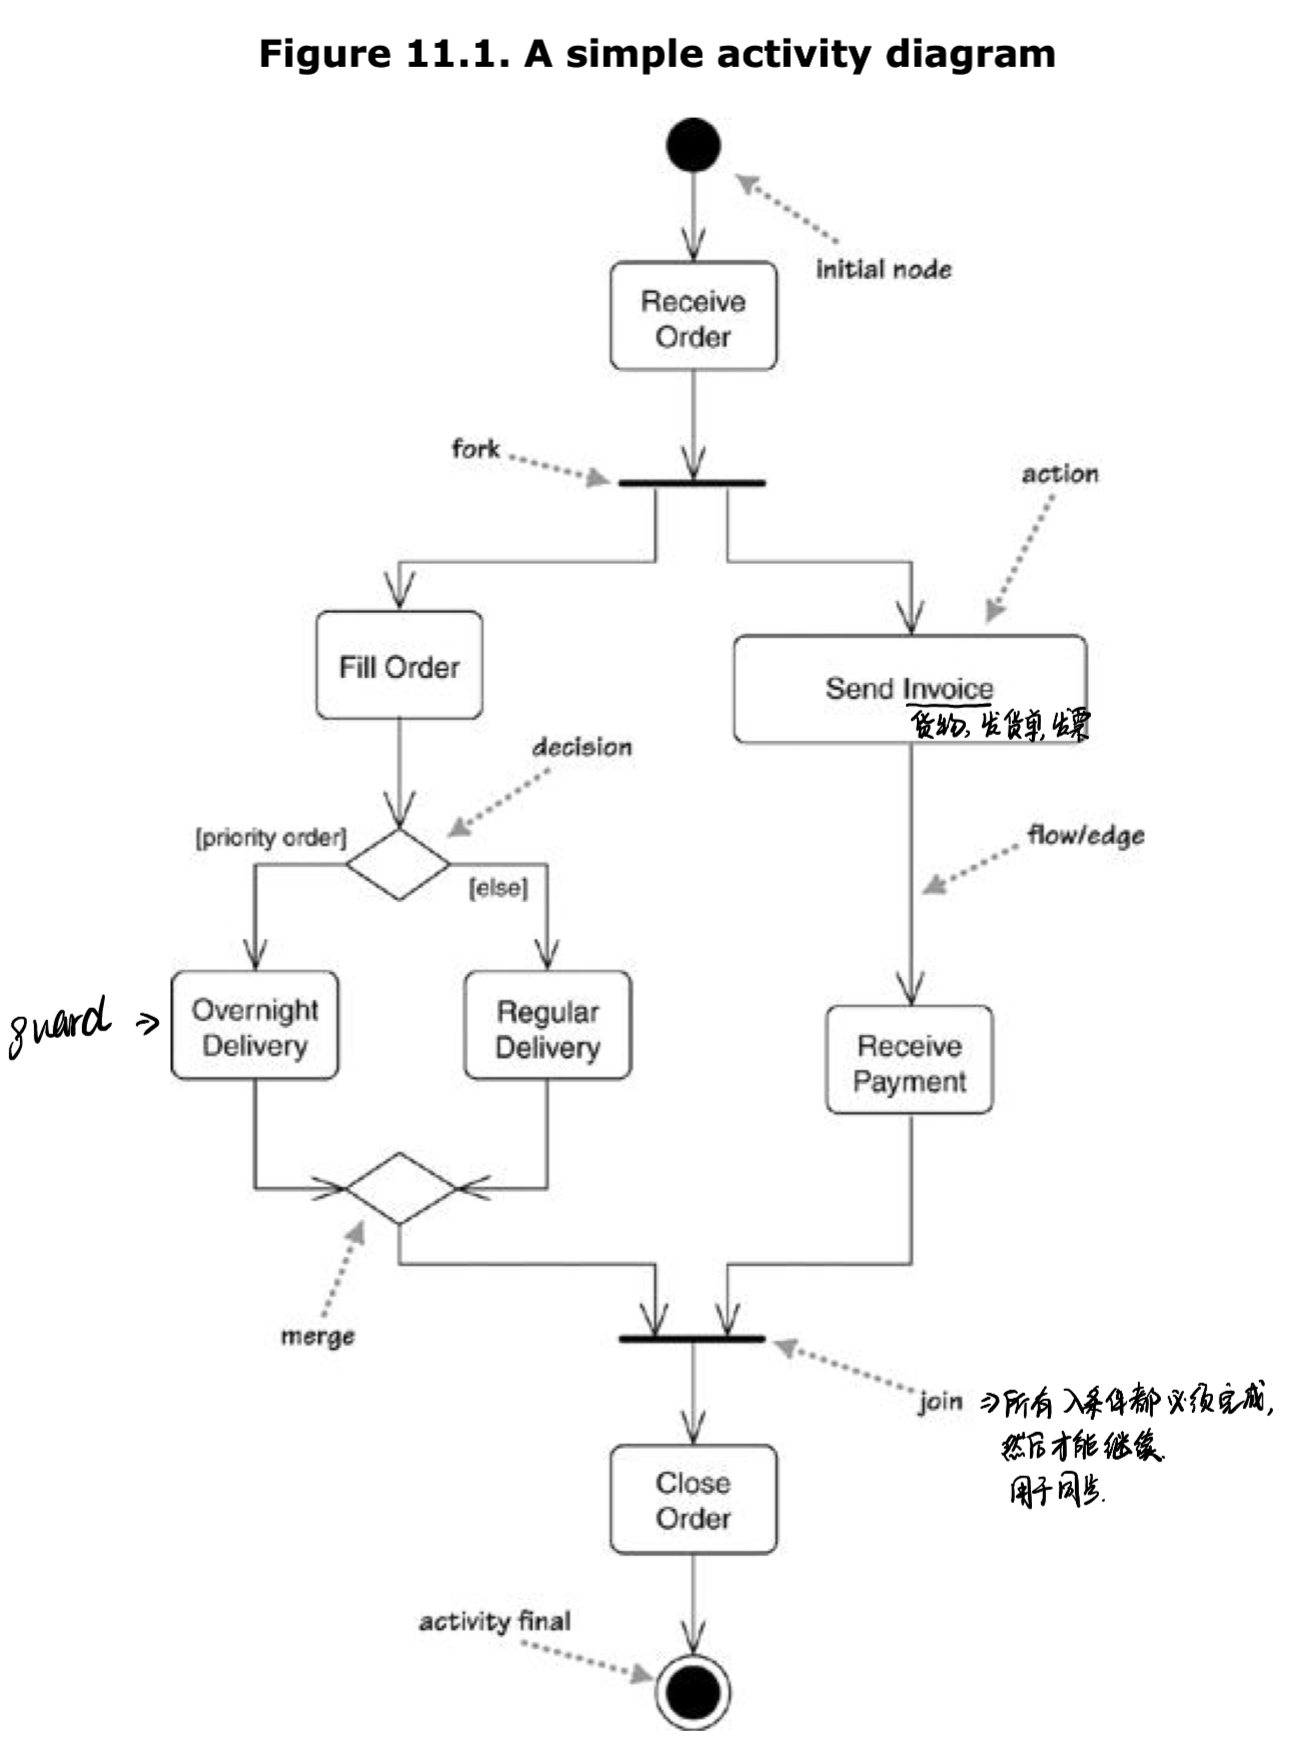 Figure 11.1. A simple activity diagram
initial node
Receive
Order
fork
action
Fill Order
Send Invoice
货物, 发货单, 发票
decision
[priority order]
flow/edge
[else]
guard →
Overnight
Delivery
Regular
Delivery
Receive
Payment
merge
join ⇒所有入条件都必须完成,
然后才能继续.
用于同步.
Close
Order
activity final